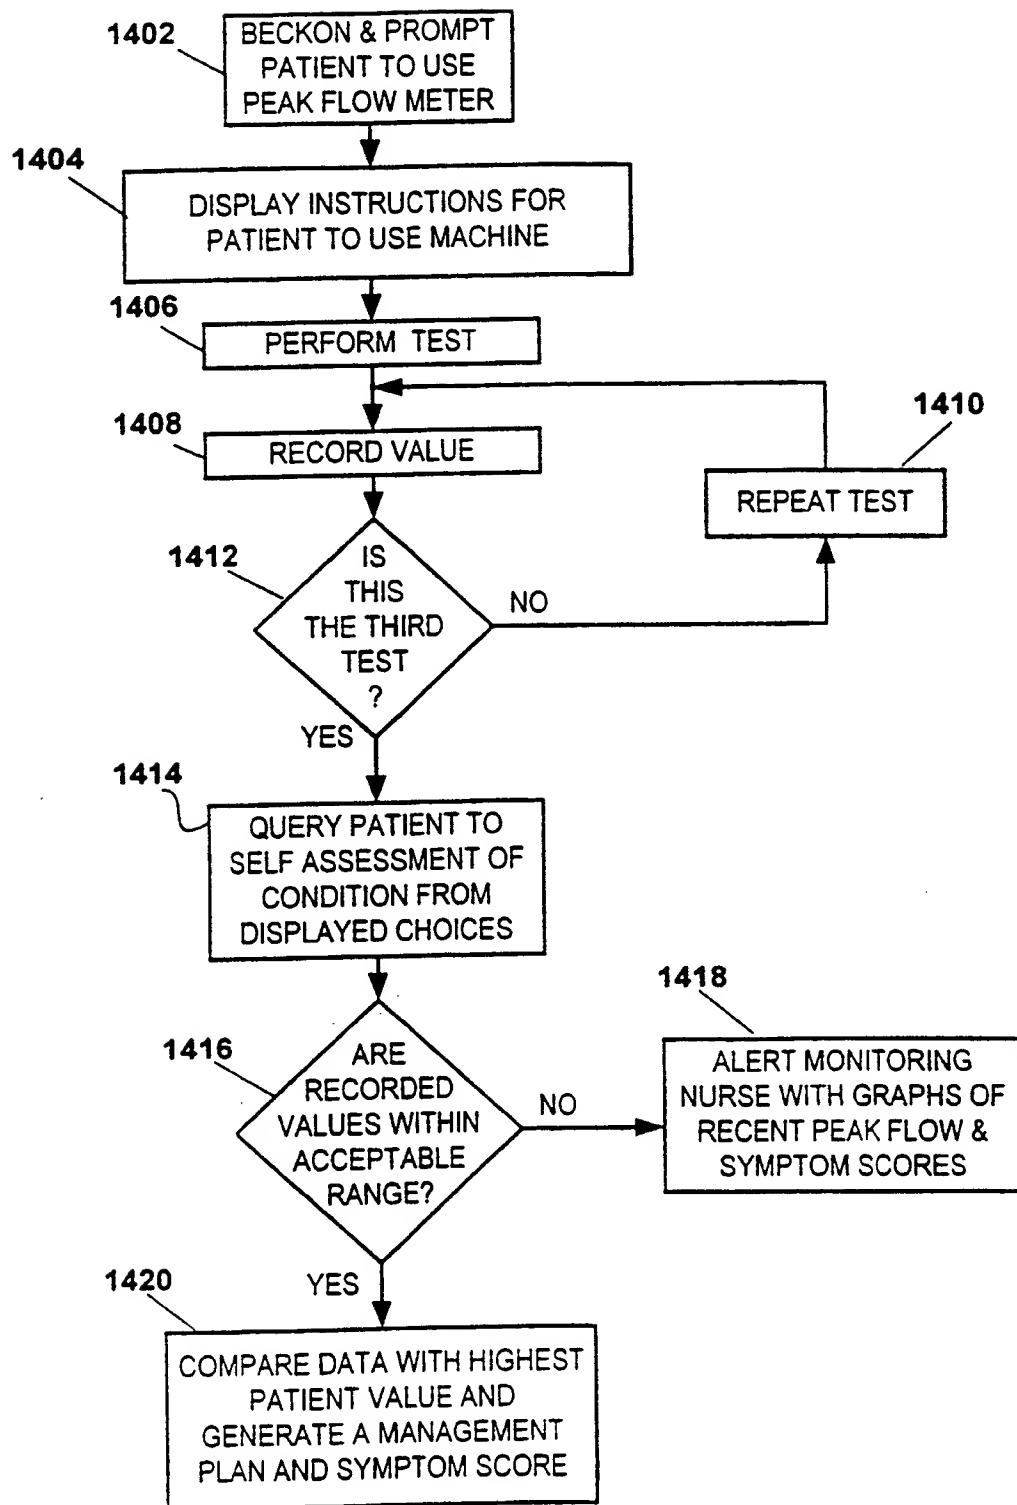 1402
BECKON & PROMPT
PATIENT TO USE
PEAK FLOW METER
1404
DISPLAY INSTRUCTIONS FOR
PATIENT TO USE MACHINE
1406
PERFORM TEST
1408
RECORD VALUE
1410
REPEAT TEST
1412
IS
THIS
THE THIRD
TEST
?
NO
YES
1414
QUERY PATIENT TO
SELF ASSESSMENT OF
CONDITION FROM
DISPLAYED CHOICES
1416
ARE
RECORDED
VALUES WITHIN
ACCEPTABLE
RANGE?
NO
1418
ALERT MONITORING
NURSE WITH GRAPHS OF
RECENT PEAK FLOW &
SYMPTOM SCORES
YES
1420
COMPARE DATA WITH HIGHEST
PATIENT VALUE AND
GENERATE A MANAGEMENT
PLAN AND SYMPTOM SCORE